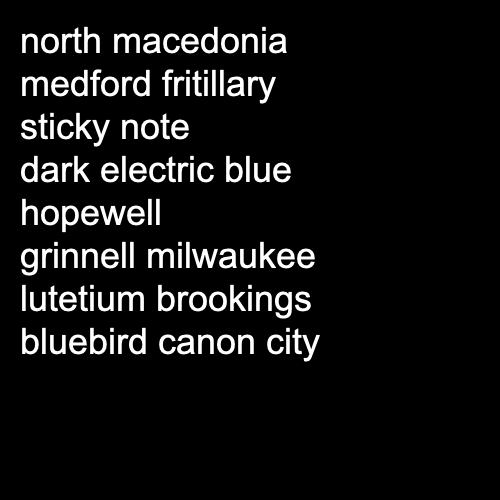 north macedonia
medford fritillary
sticky note
dark electric blue
hopewell
grinnell milwaukee
lutetium brookings
bluebird canon city